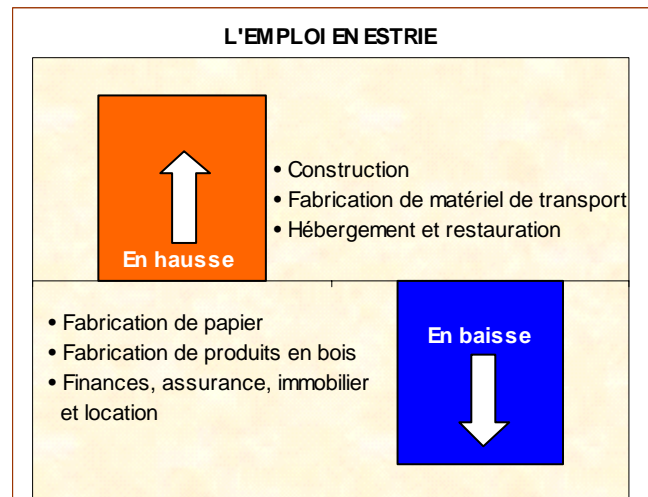 L'EMPLOI EN ESTRIE
• Construction
• Fabrication de matériel de transport
• Hébergement et restauration
En hausse
• Fabrication de papier
• Fabrication de produits en bois
• Finances, assurance, immobilier
et location
En baisse